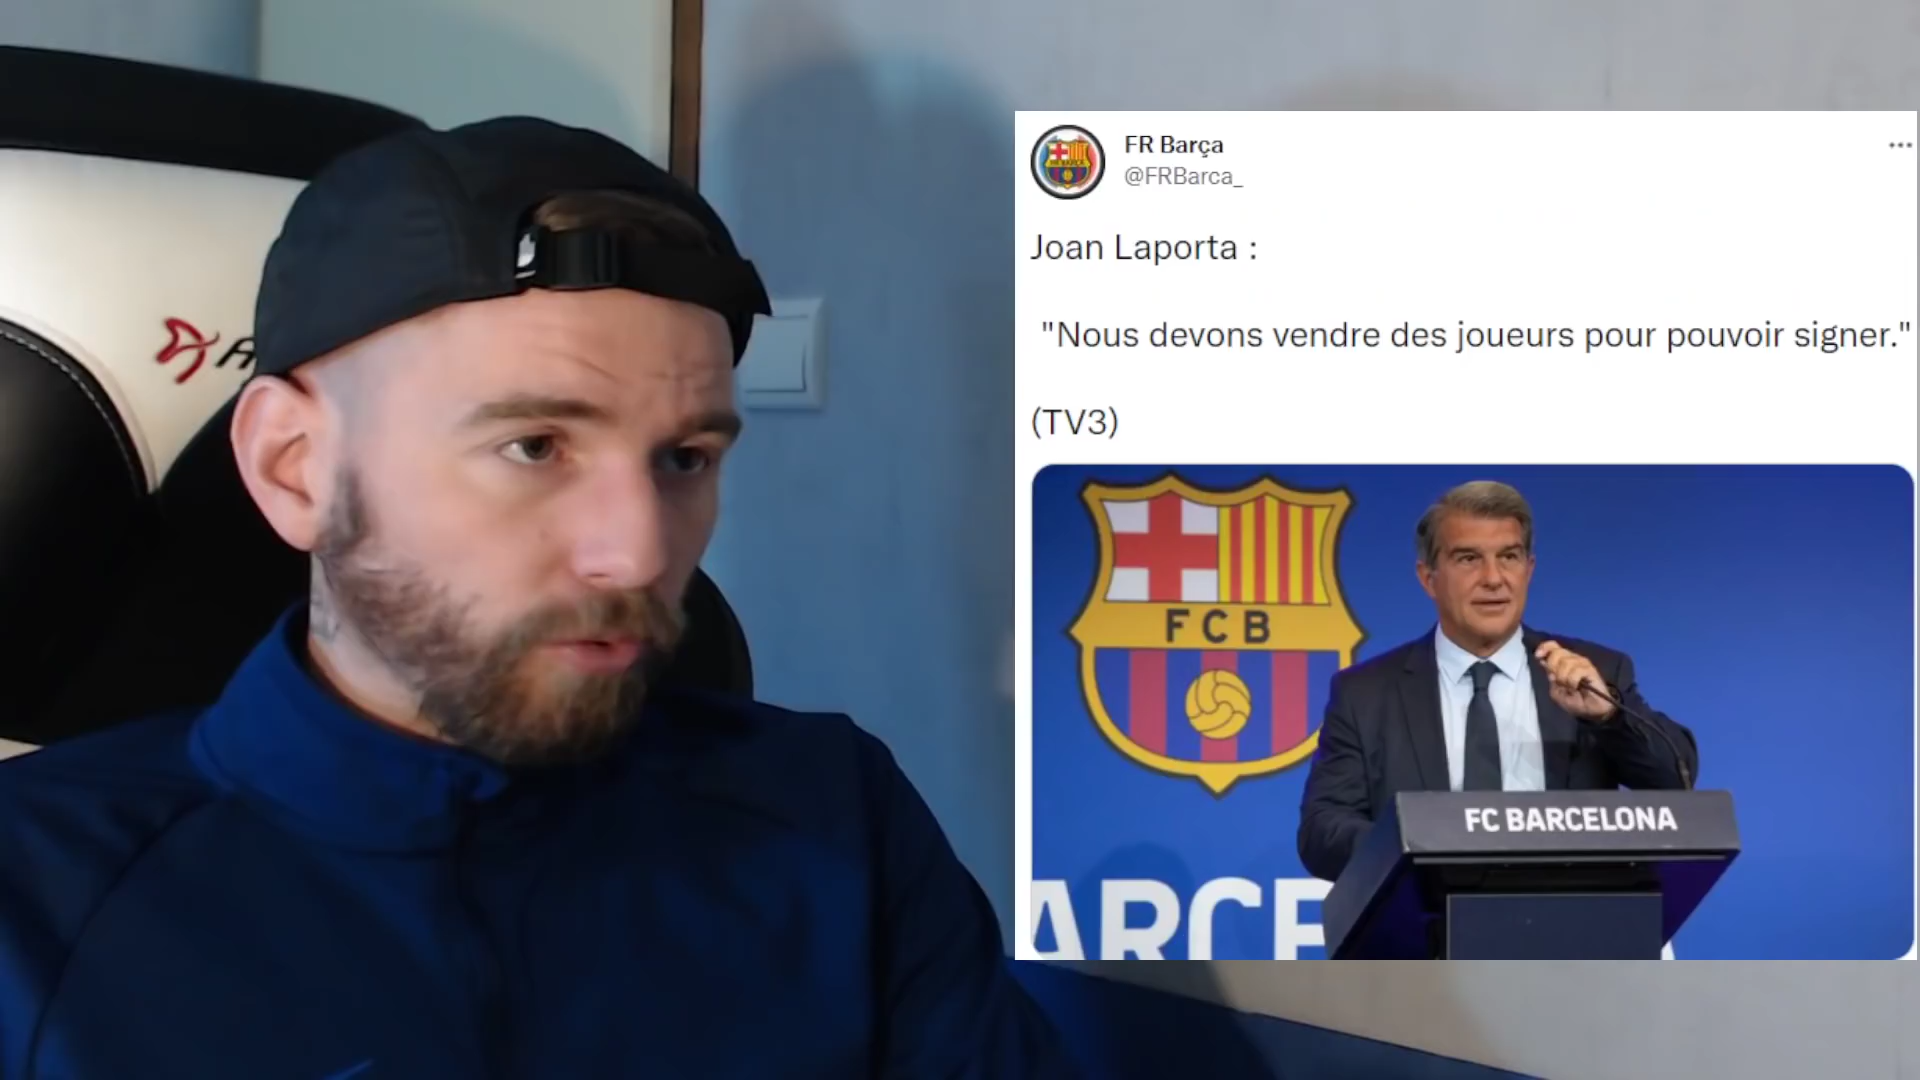 FR Barça
@FRBarca_
Joan Laporta :
"Nous devons vendre des joueurs pour pouvoir signer."
(TV3)
FCB
FC BARCELONA
ARCE